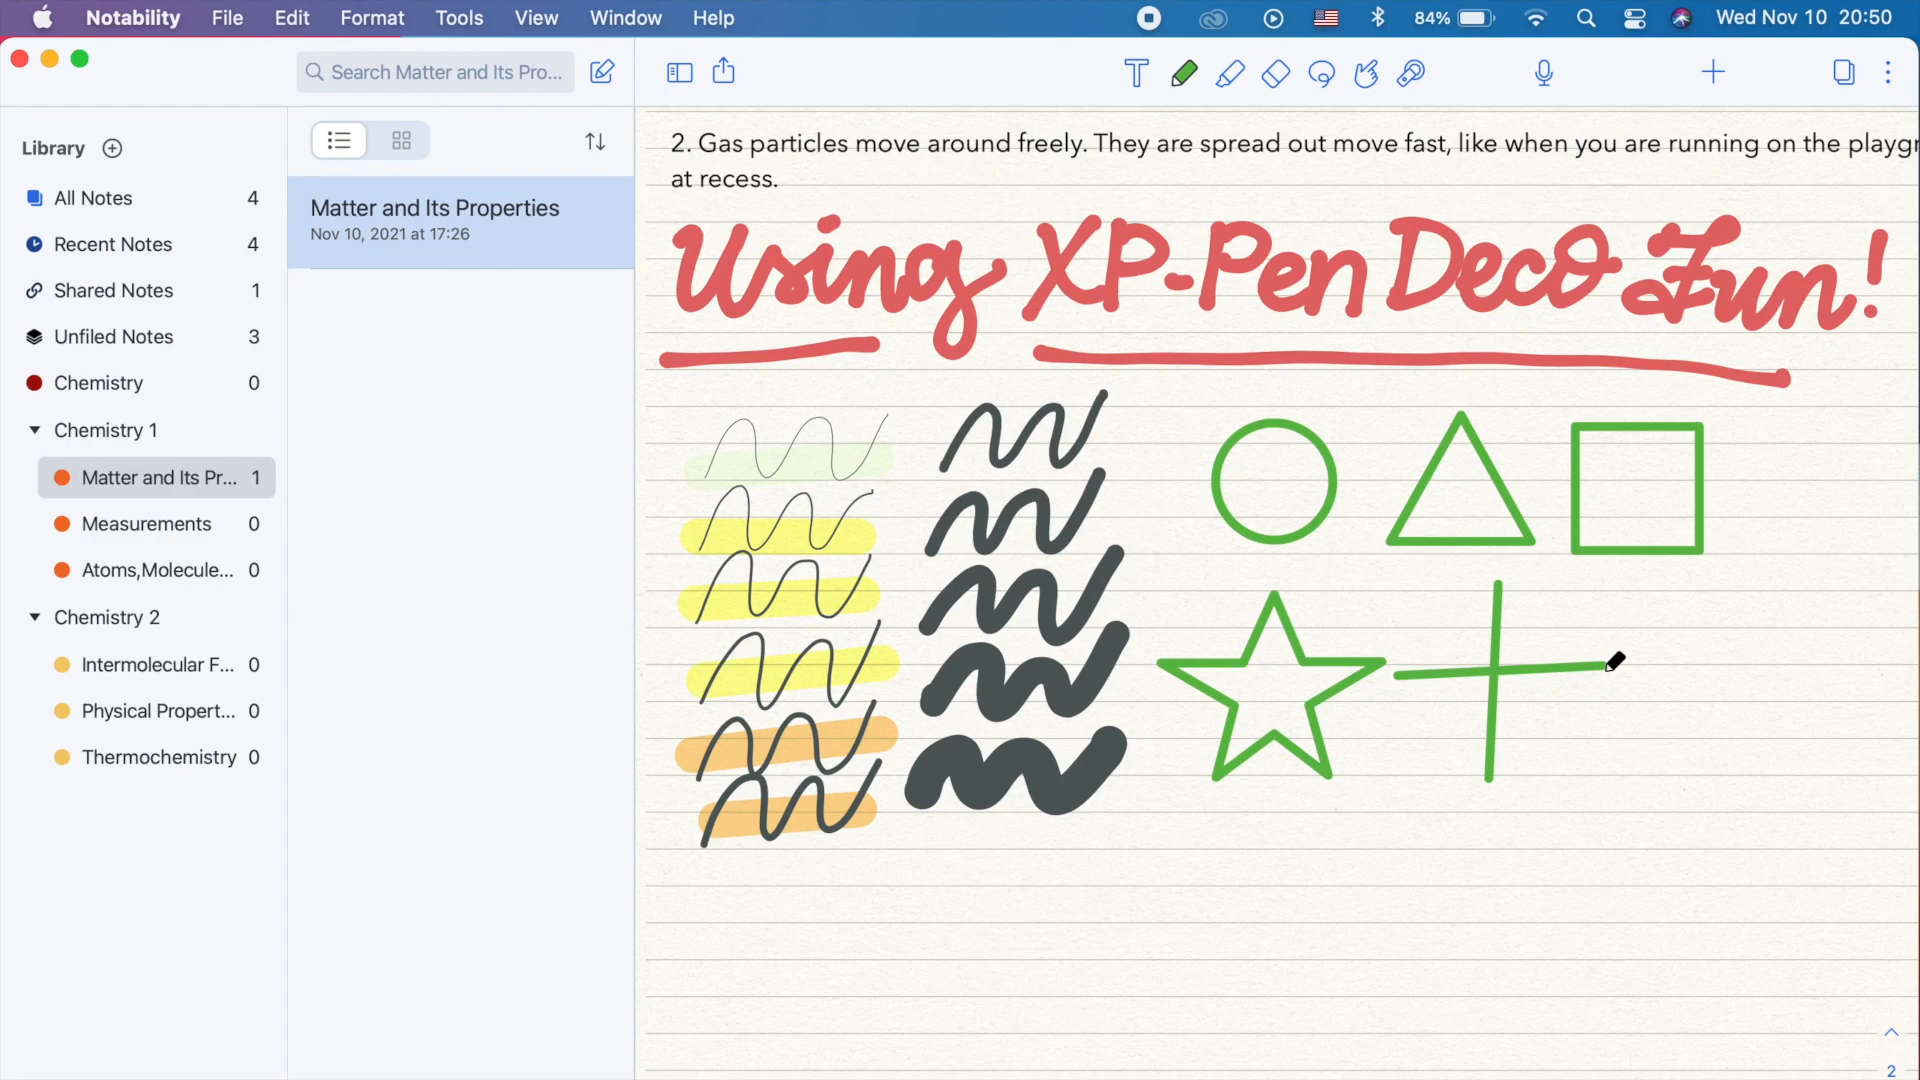 Notability File Edit Format Tools View Window Help 84% Wed Nov 10 20:50
Search Matter and Its Pro...
Library
All Notes 4
Recent Notes 4
Shared Notes 1
Unfiled Notes 3
Chemistry 0
Chemistry 1
Matter and Its Pr... 1
Measurements 0
Atoms,Molecule... 0
Chemistry 2
Intermolecular F... 0
Physical Propert... 0
Thermochemistry 0
Matter and Its Properties
Nov 10, 2021 at 17:26
2. Gas particles move around freely. They are spread out move fast, like when you are running on the playgr
at recess.
Using XP-Pen Deco Fun!
2